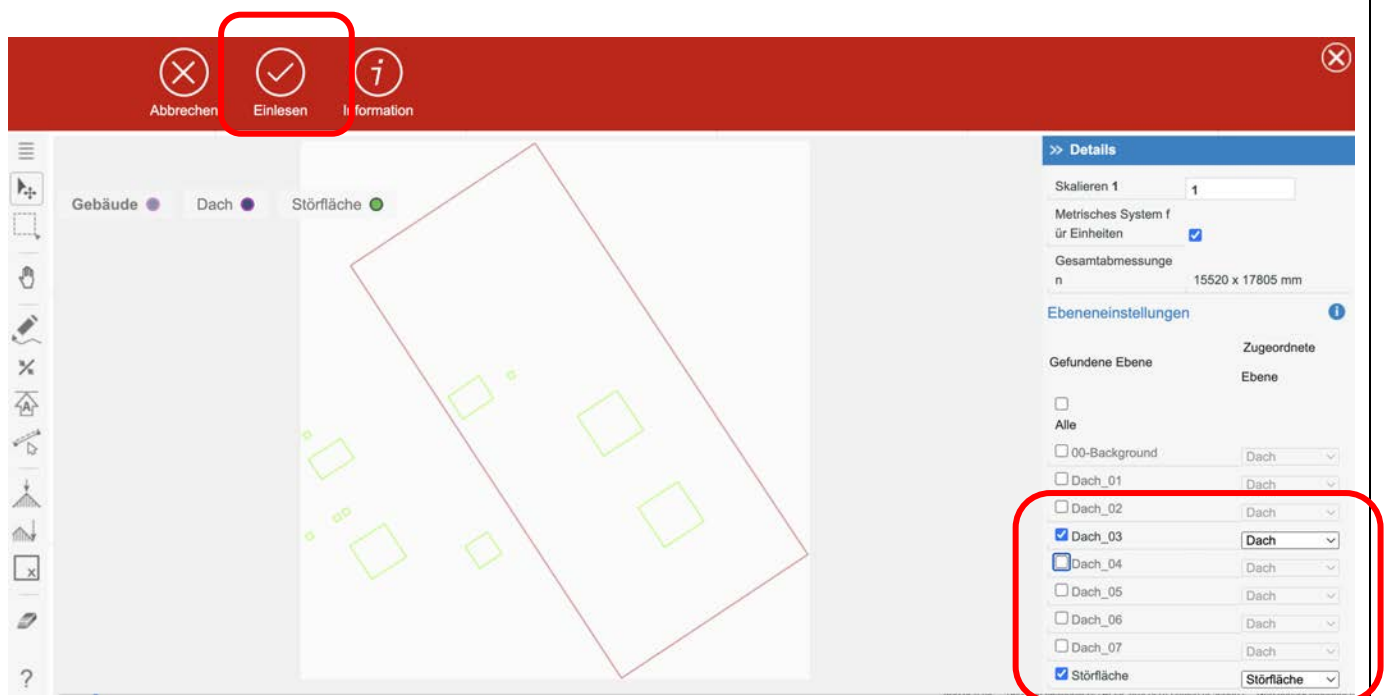 Abbrechen Einlesen Information
Gebäude Dach Störfläche
>> Details
Skalieren 1 1
Metrisches System f
ür Einheiten
Gesamtabmessunge
n 15520 x 17805 mm
Ebeneneinstellungen
Gefundene Ebene Zugeordnete
Ebene
Alle
00-Background Dach
Dach_01 Dach
Dach_02 Dach
Dach_03 Dach
Dach_04 Dach
Dach_05 Dach
Dach_06 Dach
Dach_07 Dach
Störfläche Störfläche